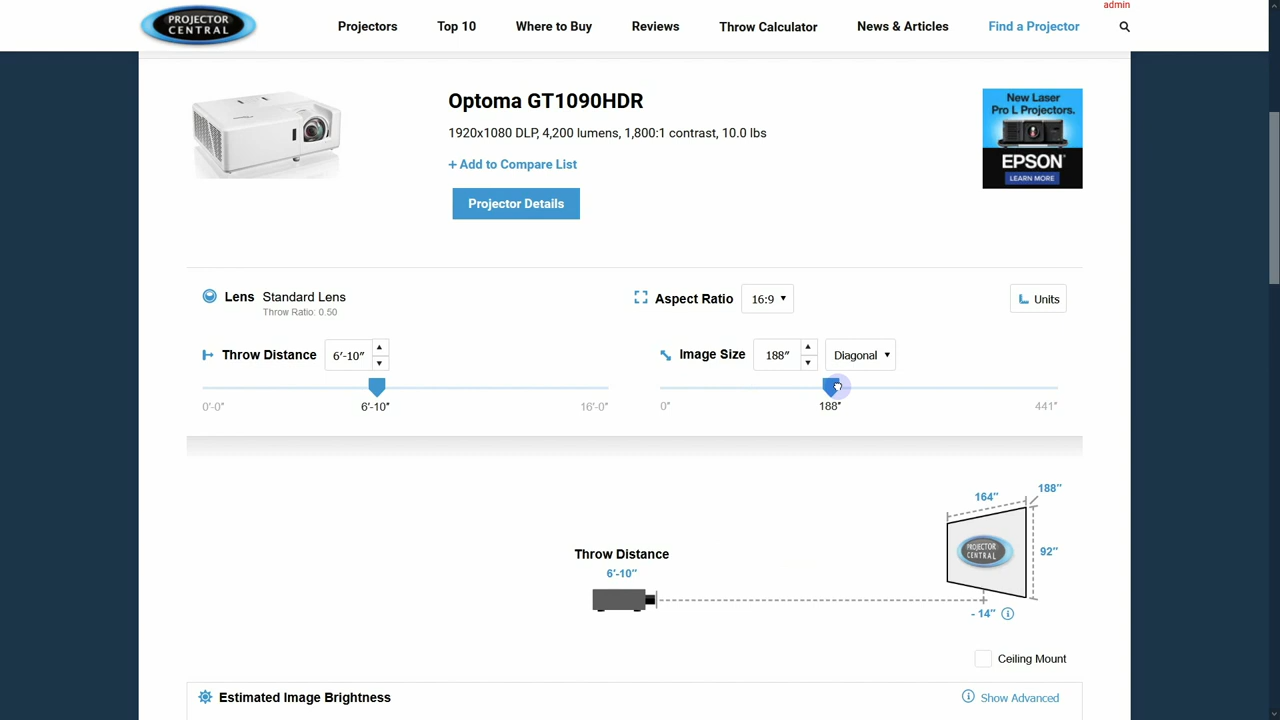 admin
PROJECTOR
CENTRAL
Projectors
Top 10
Where to Buy
Reviews
Throw Calculator
News & Articles
Find a Projector
Optoma GT1090HDR
1920x1080 DLP, 4,200 lumens, 1,800:1 contrast, 10.0 lbs
+ Add to Compare List
Projector Details
New Laser
Pro L Projectors.
EPSON
LEARN MORE
Lens Standard Lens
Throw Ratio: 0.50
Aspect Ratio 16:9
Units
Throw Distance 6'-10"
Image Size 188" Diagonal
0'-0" 6'-10" 16'-0"
0" 188" 441"
164" 188"
Throw Distance
6'-10"
PROJECTOR
CENTRAL
92"
- 14"
Ceiling Mount
Estimated Image Brightness
Show Advanced